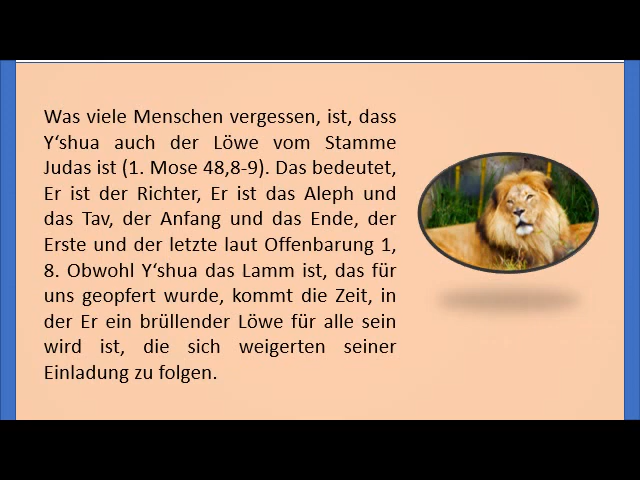 Was viele Menschen vergessen, ist, dass
Y‘shua auch der Löwe vom Stamme
Judas ist (1. Mose 48,8-9). Das bedeutet,
Er ist der Richter, Er ist das Aleph und
das Tav, der Anfang und das Ende, der
Erste und der letzte laut Offenbarung 1,
8. Obwohl Y‘shua das Lamm ist, das für
uns geopfert wurde, kommt die Zeit, in
der Er ein brüllender Löwe für alle sein
wird ist, die sich weigerten seiner
Einladung zu folgen.